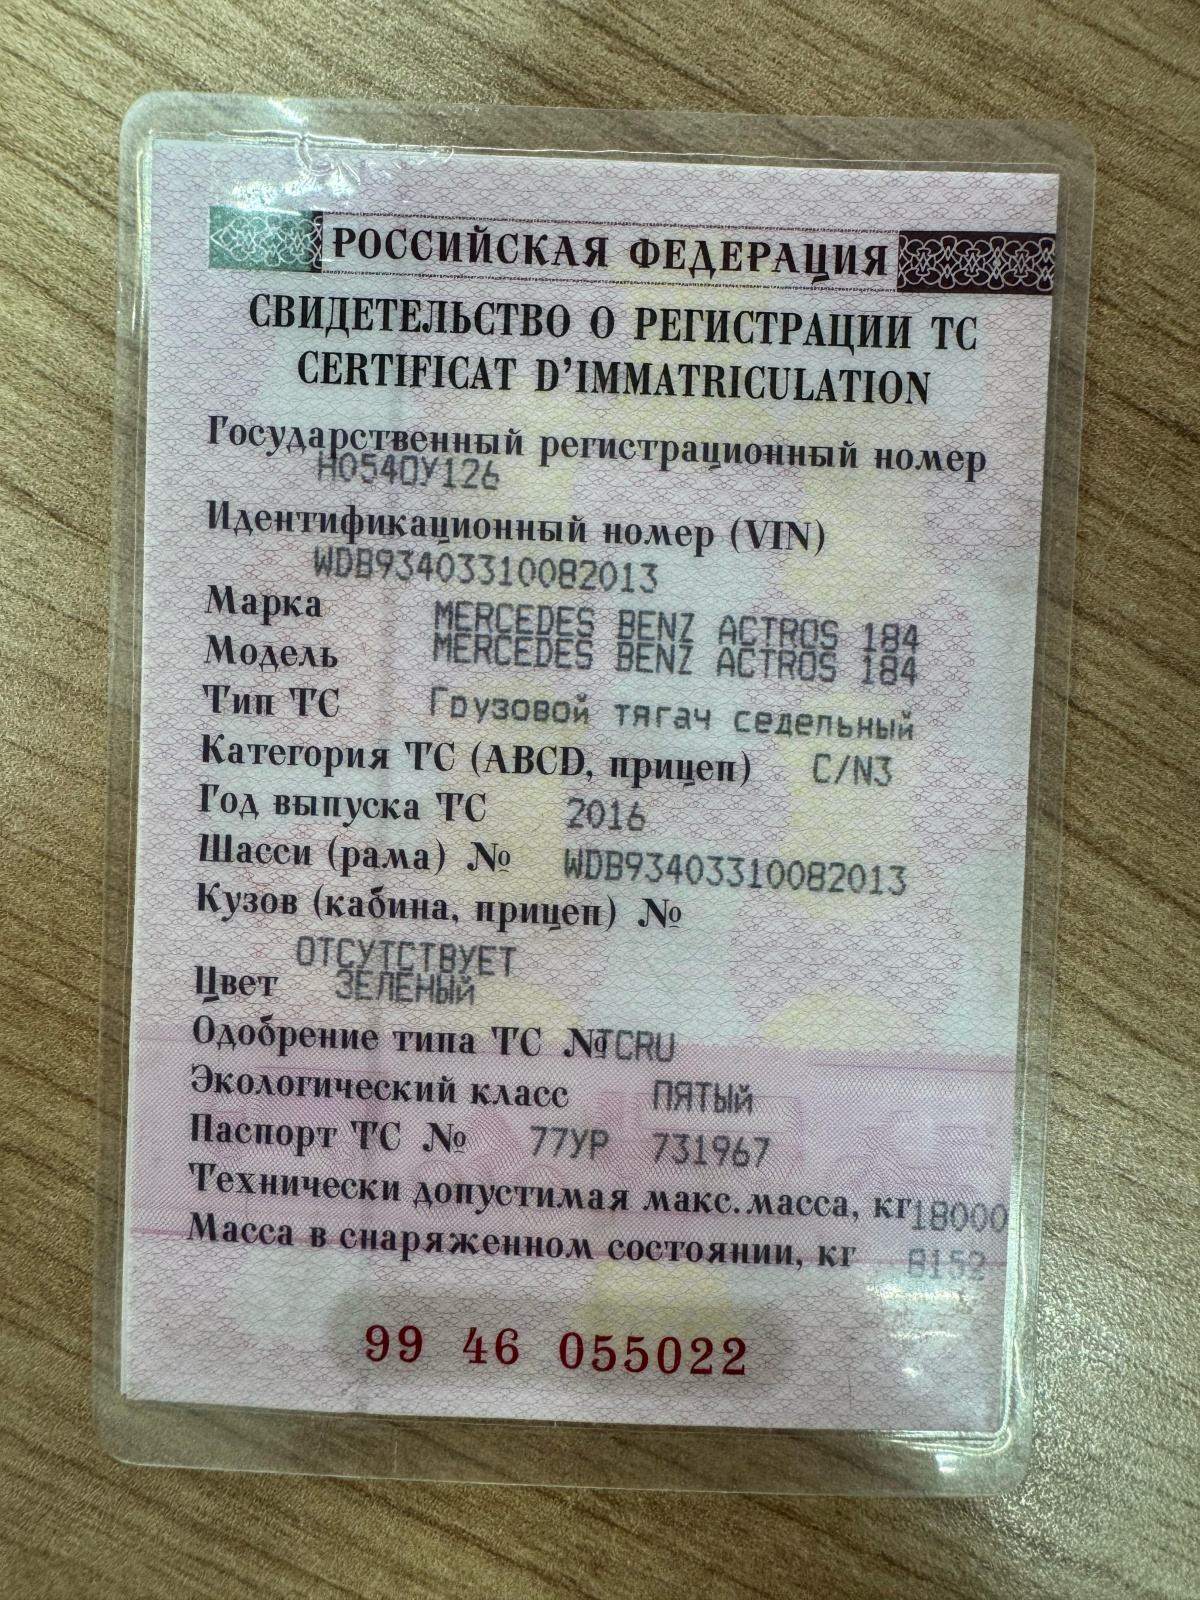 РОССИЙСКАЯ ФЕДЕРАЦИЯ
СВИДЕТЕЛЬСТВО О РЕГИСТРАЦИИ ТС
CERTIFICAT D'IMMATRICULATION
Государственный регистрационный номер
Н054ОУ126
Идентификационный номер (VIN)
WDB93403310082013
Марка MERCEDES BENZ ACTROS 184
Модель MERCEDES BENZ ACTROS 184
Тип ТС Грузовой тягач седельный
Категория ТС (ABCD, прицеп) C/N3
Год выпуска ТС 2016
Шасси (рама) № WDB93403310082013
Кузов (кабина, прицеп) №
ОТСУТСТВУЕТ
Цвет ЗЕЛЕНЫЙ
Одобрение типа ТС № TCRU
Экологический класс ПЯТЫЙ
Паспорт ТС № 77УР 731967
Технически допустимая макс. масса, кг 18000
Масса в снаряженном состоянии, кг 8152
99 46 055022